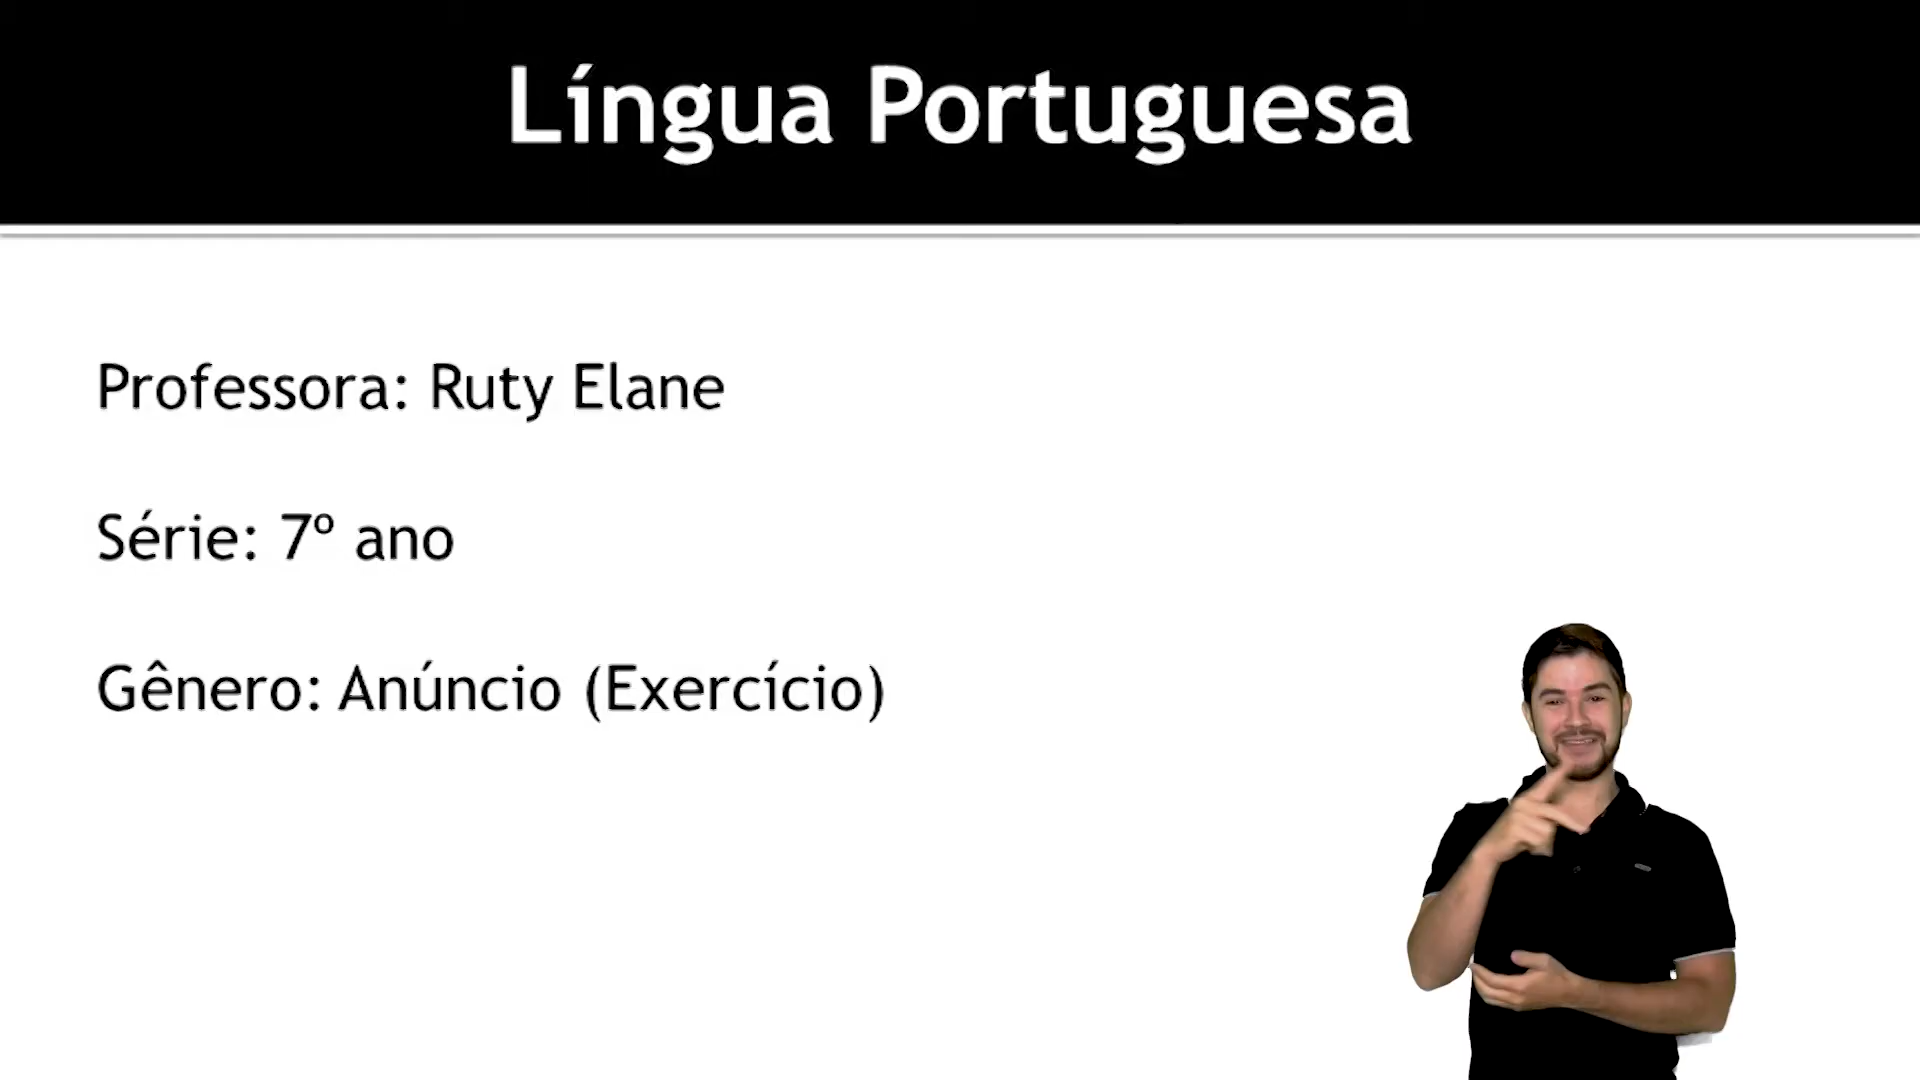 Língua Portuguesa
Professora: Ruty Elane
Série: 7º ano
Gênero: Anúncio (Exercício)